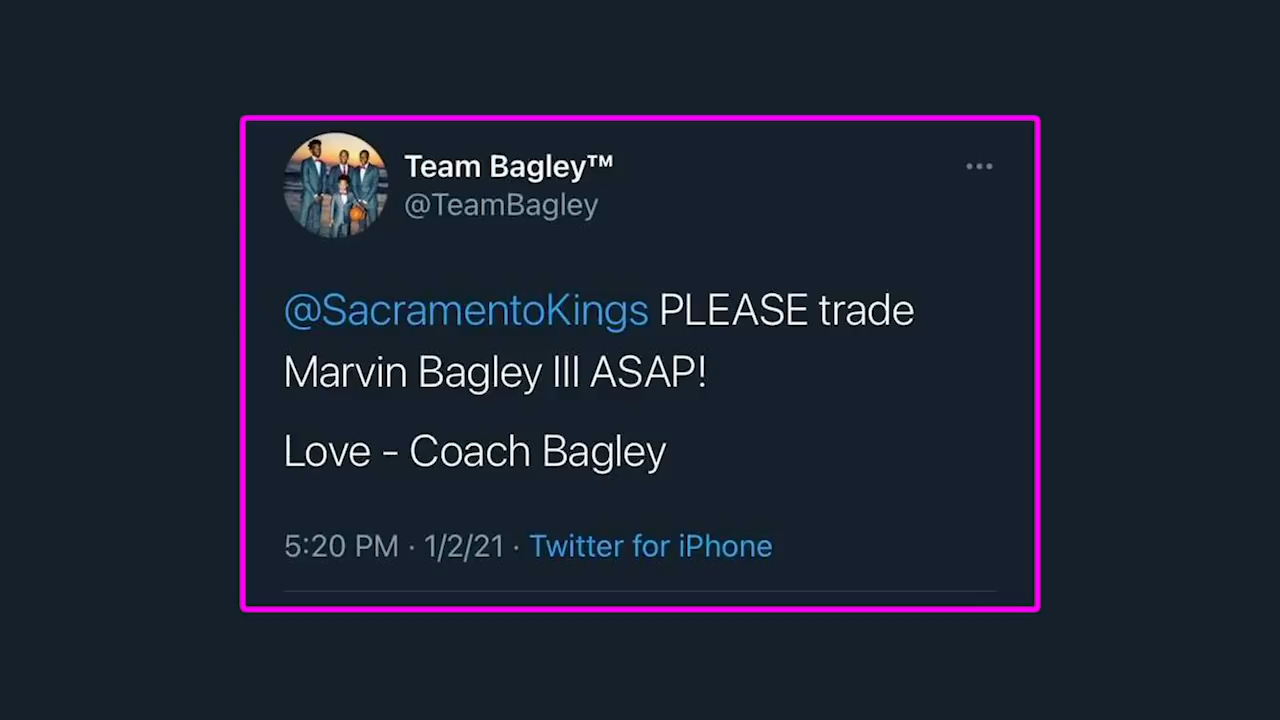 Team Bagley™
@TeamBagley
@SacramentoKings PLEASE trade
Marvin Bagley III ASAP!
Love - Coach Bagley
5:20 PM · 1/2/21 · Twitter for iPhone